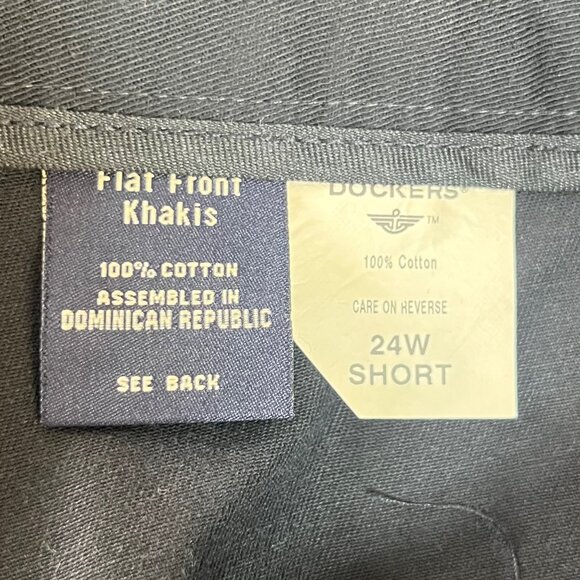 Flat Front
Khakis
100% COTTON
ASSEMBLED IN
DOMINICAN REPUBLIC
SEE BACK
DOCKERS®
™
100% Cotton
CARE ON REVERSE
24W
SHORT